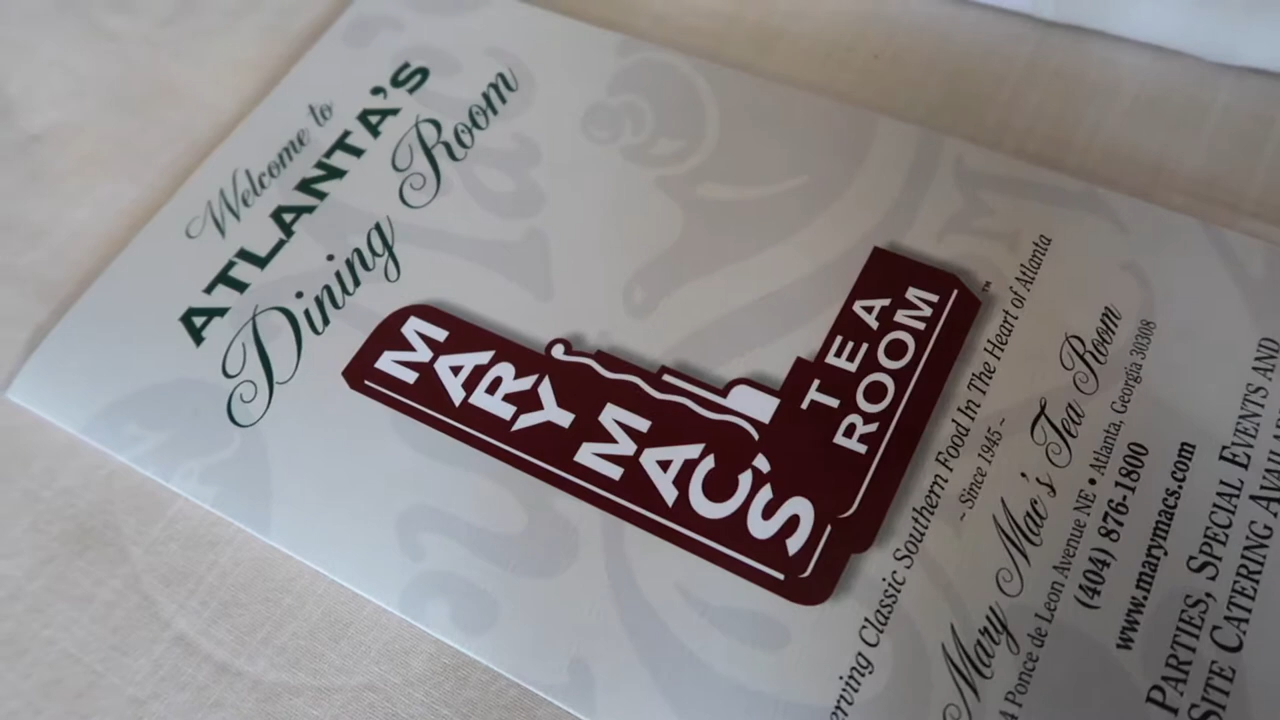 Welcome to
ATLANTA'S
Dining Room
MARY MAC'S
TEA
ROOM
™
erving Classic Southern Food In The Heart of Atlanta
~ Since 1945 ~
Mary Mac's Tea Room
4 Ponce de Leon Avenue NE • Atlanta, Georgia 30308
(404) 876-1800
www.marymacs.com
PARTIES, SPECIAL EVENTS AND
SITE CATERING AVAILA